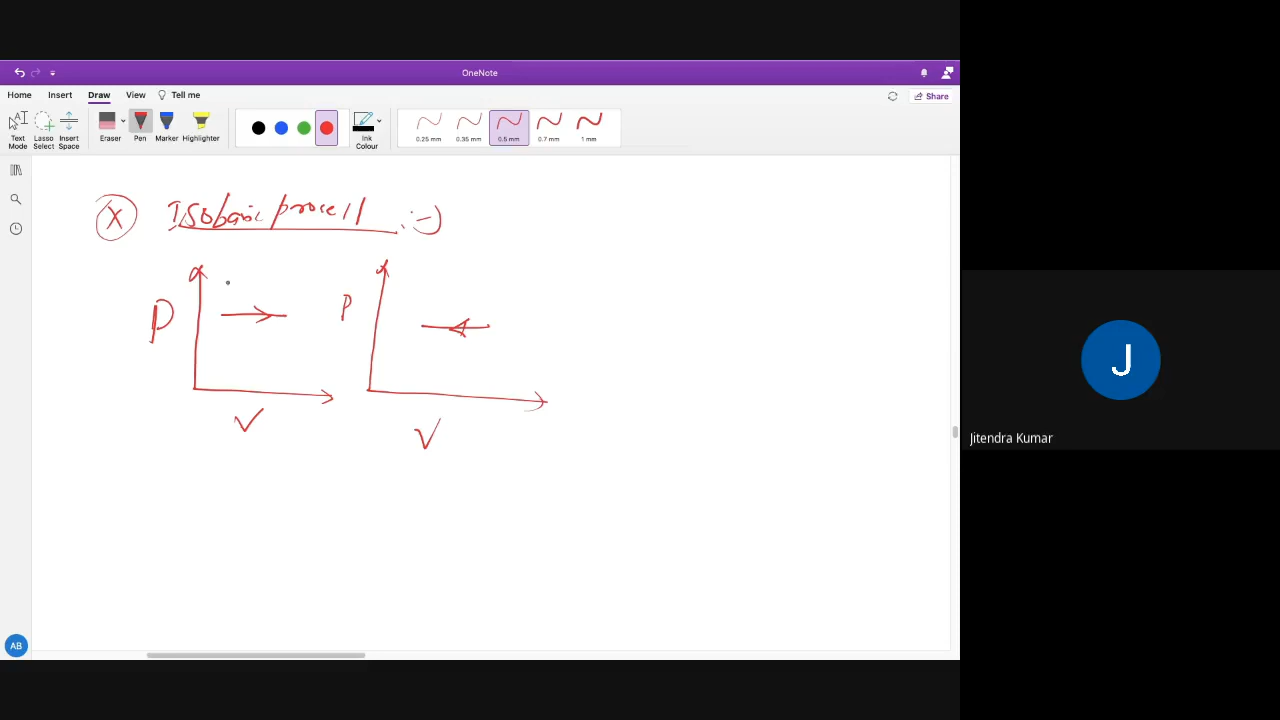 OneNote
Home Insert Draw View Tell me
Share
Text Mode
Lasso Select
Insert Space
Eraser
Pen
Marker
Highlighter
Ink Colour
0.25 mm
0.35 mm
0.5 mm
0.7 mm
1 mm
X Isobaric process :-)
P
P
V
V
J
Jitendra Kumar
AB